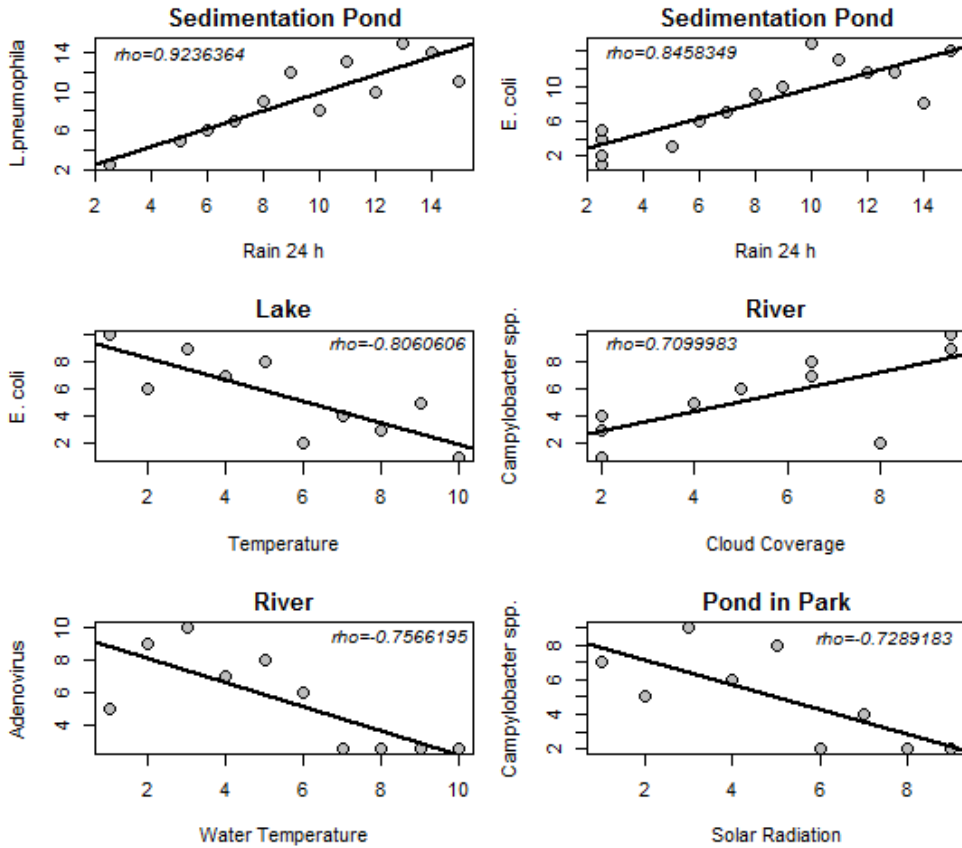 Sedimentation Pond
rho=0.9236364
L.pneumophila
2 6 10 14
2 4 6 8 10 12 14
Rain 24 h
Sedimentation Pond
rho=0.8458349
E. coli
2 6 10
2 4 6 8 10 12 14
Rain 24 h
Lake
rho=-0.8060606
E. coli
2 4 6 8
2 4 6 8 10
Temperature
River
rho=0.7099983
Campylobacter spp.
2 4 6 8
2 4 6 8
Cloud Coverage
River
rho=-0.7566195
Adenovirus
4 6 8 10
2 4 6 8 10
Water Temperature
Pond in Park
rho=-0.7289183
Campylobacter spp.
2 4 6 8
2 4 6 8
Solar Radiation